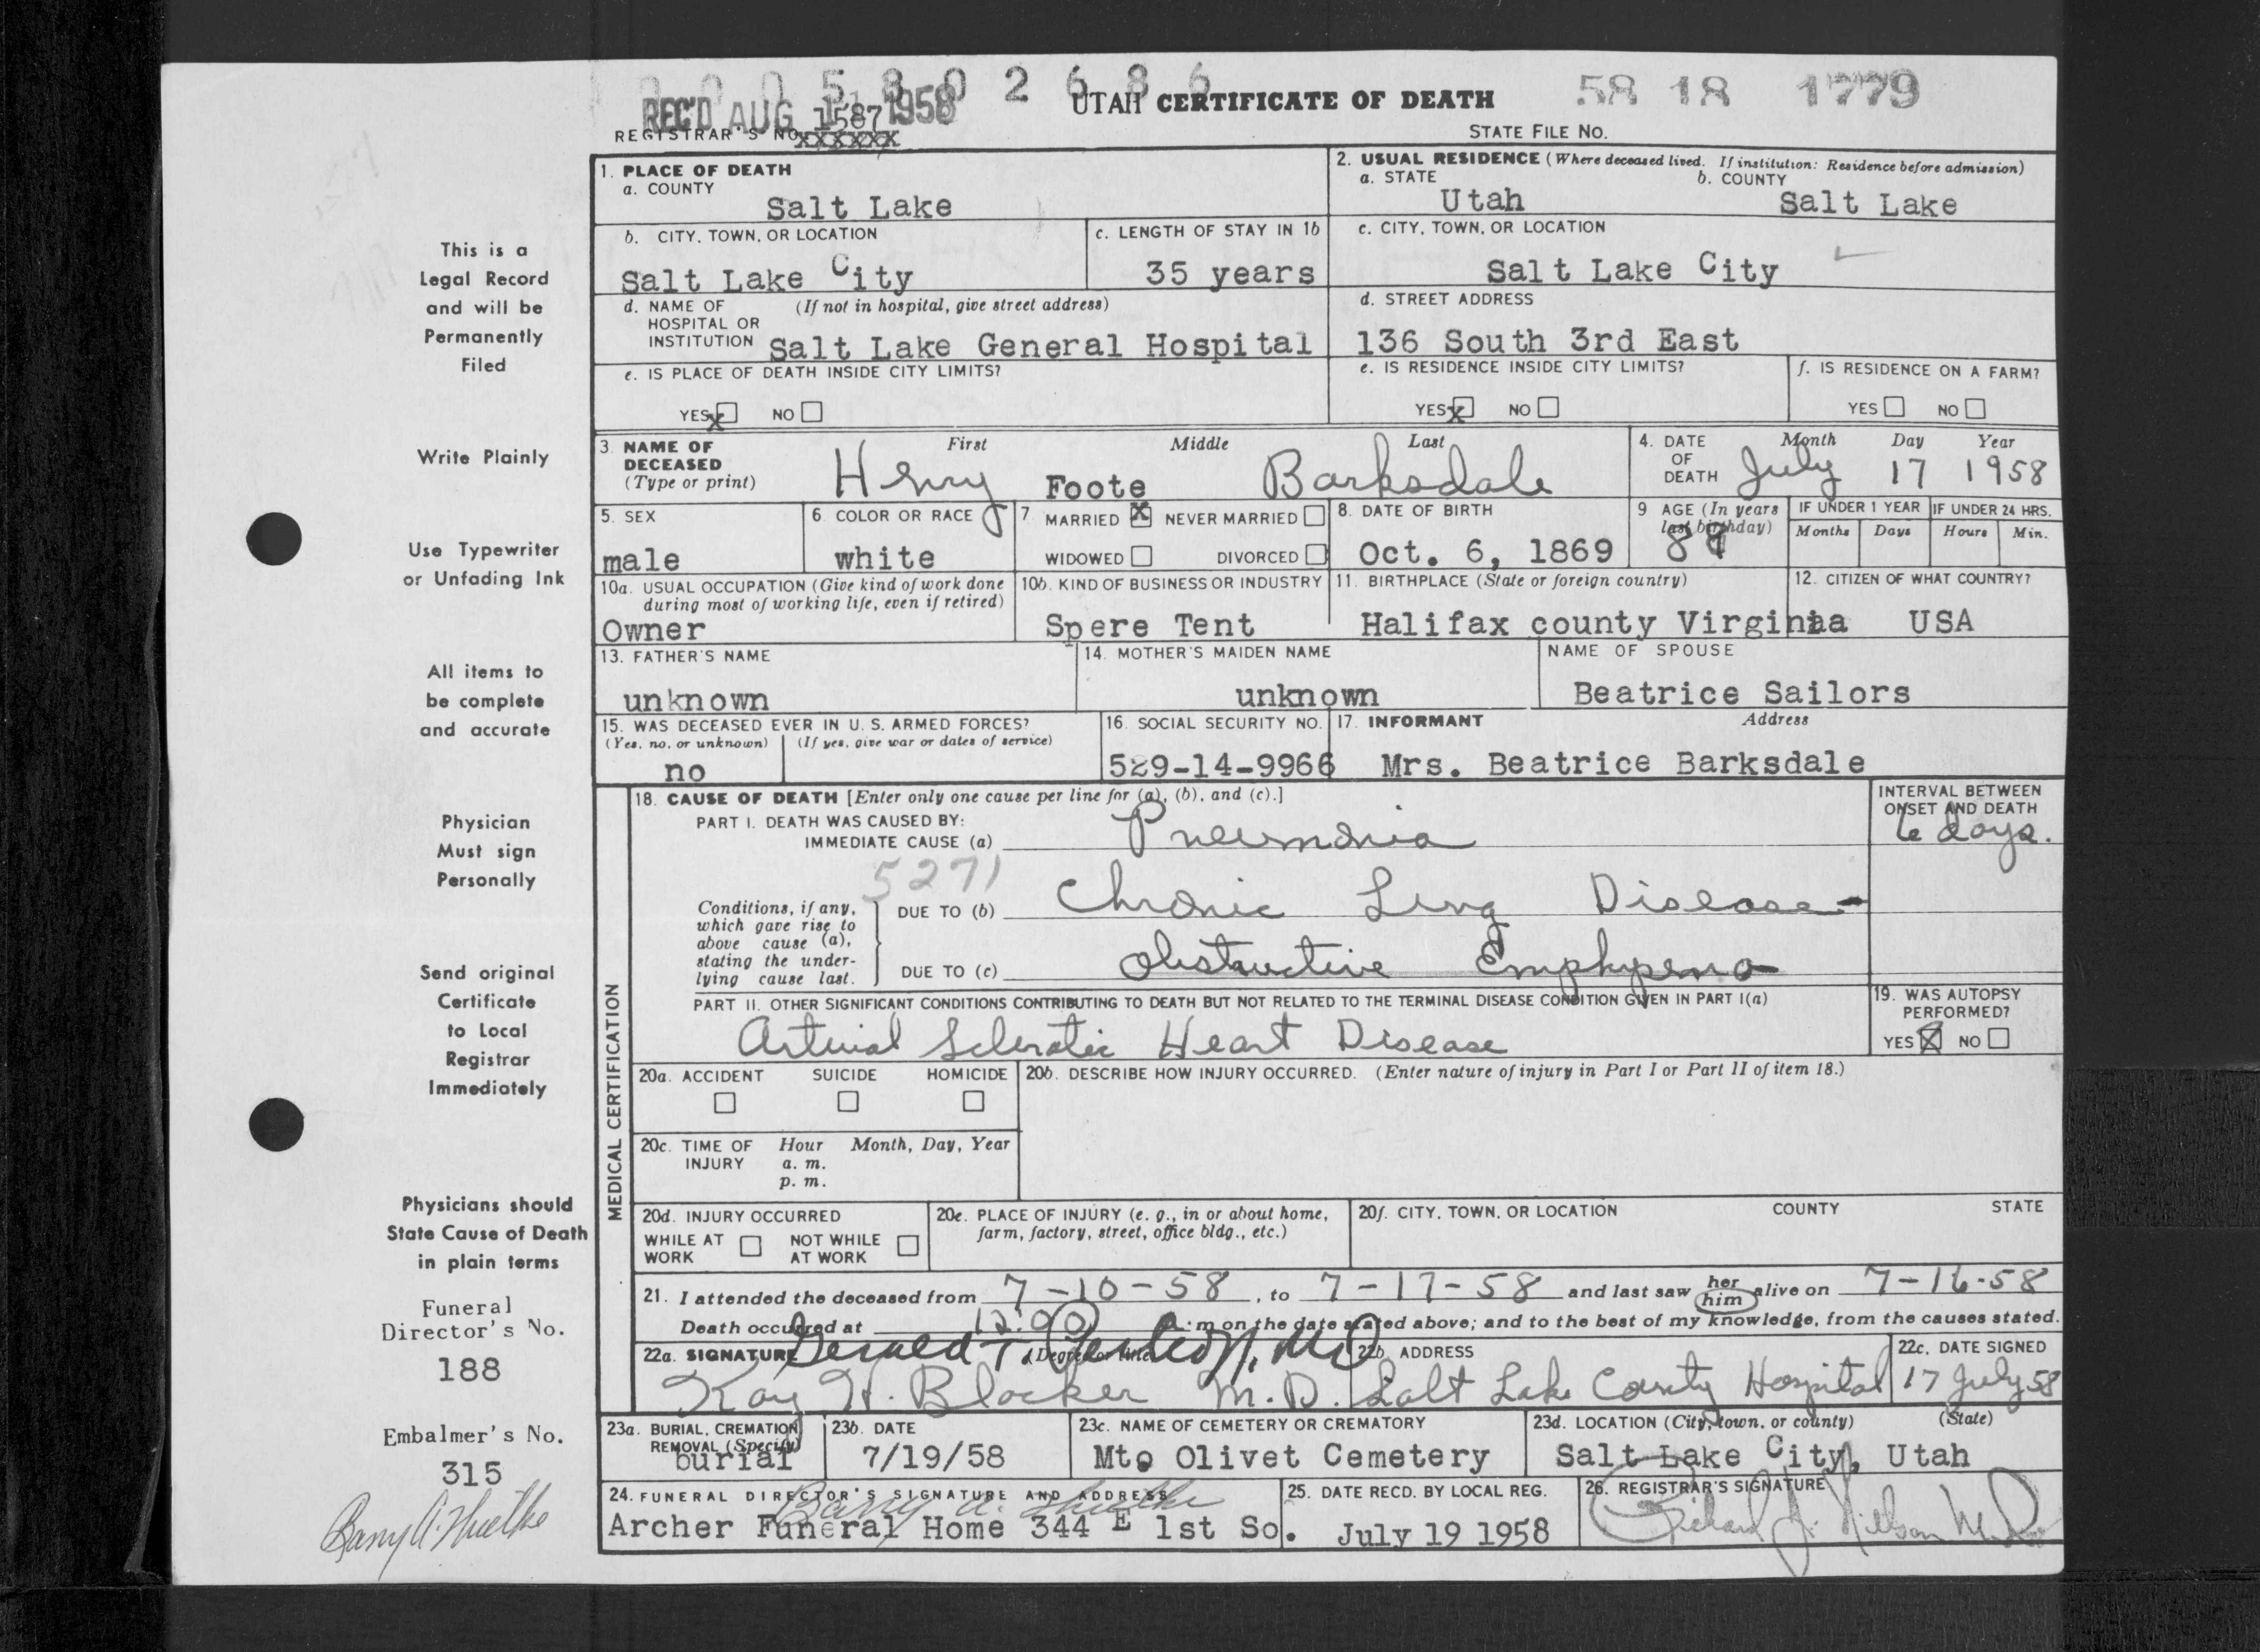 0 0 0 5 8 0 2 6 8 6
REC'D AUG 1958
1587
58 18 1779
UTAH CERTIFICATE OF DEATH
REGISTRAR'S NO. XXXXXX
STATE FILE NO.
1. PLACE OF DEATH
a. COUNTY
Salt Lake
2. USUAL RESIDENCE (Where deceased lived. If institution: Residence before admission)
a. STATE b. COUNTY
Utah Salt Lake
b. CITY, TOWN, OR LOCATION
Salt Lake City
c. LENGTH OF STAY IN 1b
35 years
c. CITY, TOWN, OR LOCATION
Salt Lake City
d. NAME OF (If not in hospital, give street address)
HOSPITAL OR
INSTITUTION Salt Lake General Hospital
d. STREET ADDRESS
136 South 3rd East
e. IS PLACE OF DEATH INSIDE CITY LIMITS?
YES X NO
e. IS RESIDENCE INSIDE CITY LIMITS?
YES X NO
f. IS RESIDENCE ON A FARM?
YES NO
3. NAME OF
DECEASED
(Type or print)
First Middle Last
Henry Foote Barksdale
4. DATE
OF
DEATH
Month Day Year
July 17 1958
5. SEX
male
6 COLOR OR RACE
white
7 MARRIED X NEVER MARRIED
WIDOWED DIVORCED
8. DATE OF BIRTH
Oct. 6, 1869
9 AGE (In years
last birthday)
IF UNDER 1 YEAR IF UNDER 24 HRS.
Months Days Hours Min.
10a. USUAL OCCUPATION (Give kind of work done
during most of working life, even if retired)
Owner
10b. KIND OF BUSINESS OR INDUSTRY
Spere Tent
11. BIRTHPLACE (State or foreign country)
Halifax county Virginia
12. CITIZEN OF WHAT COUNTRY?
USA
13. FATHER'S NAME
unknown
14. MOTHER'S MAIDEN NAME
unknown
NAME OF SPOUSE
Beatrice Sailors
15. WAS DECEASED EVER IN U. S. ARMED FORCES?
(Yes, no, or unknown) (If yes, give war or dates of service)
no
16. SOCIAL SECURITY NO.
529-14-9966
17. INFORMANT Address
Mrs. Beatrice Barksdale
MEDICAL CERTIFICATION
18. CAUSE OF DEATH [Enter only one cause per line for (a), (b), and (c).]
PART I. DEATH WAS CAUSED BY:
IMMEDIATE CAUSE (a) Pneumonia
INTERVAL BETWEEN
ONSET AND DEATH
6 days.
5271
Conditions, if any,
which gave rise to
above cause (a),
stating the under-
lying cause last.
DUE TO (b) Chronic Lung Disease-
DUE TO (c) Obstructive Emphysema
PART II. OTHER SIGNIFICANT CONDITIONS CONTRIBUTING TO DEATH BUT NOT RELATED TO THE TERMINAL DISEASE CONDITION GIVEN IN PART I(a)
Arterial Sclerotic Heart Disease
19. WAS AUTOPSY
PERFORMED?
YES X NO
20a. ACCIDENT SUICIDE HOMICIDE
20b. DESCRIBE HOW INJURY OCCURRED. (Enter nature of injury in Part I or Part II of item 18.)
20c. TIME OF INJURY Hour Month, Day, Year
a. m.
p. m.
20d. INJURY OCCURRED
WHILE AT WORK NOT WHILE AT WORK
20e. PLACE OF INJURY (e. g., in or about home,
farm, factory, street, office bldg., etc.)
20f. CITY, TOWN, OR LOCATION COUNTY STATE
21. I attended the deceased from 7-10-58, to 7-17-58 and last saw her him alive on 7-16-58
Death occurred at 12:00 a. m on the date stated above; and to the best of my knowledge, from the causes stated.
22a. SIGNATURE (Degree or title)
Kay H. Blacker M.D.
22b. ADDRESS
Salt Lake County Hospital
22c. DATE SIGNED
17 July 58
23a. BURIAL, CREMATION,
REMOVAL (Specify)
burial
23b. DATE
7/19/58
23c. NAME OF CEMETERY OR CREMATORY
Mt. Olivet Cemetery
23d. LOCATION (City, town, or county) (State)
Salt Lake City, Utah
24. FUNERAL DIRECTOR'S SIGNATURE AND ADDRESS
Archer Funeral Home 344 E 1st So.
25. DATE RECD. BY LOCAL REG.
July 19 1958
26. REGISTRAR'S SIGNATURE
This is a
Legal Record
and will be
Permanently
Filed
Write Plainly
Use Typewriter
or Unfading Ink
All items to
be complete
and accurate
Physician
Must sign
Personally
Send original
Certificate
to Local
Registrar
Immediately
Physicians should
State Cause of Death
in plain terms
Funeral
Director's No.
188
Embalmer's No.
315